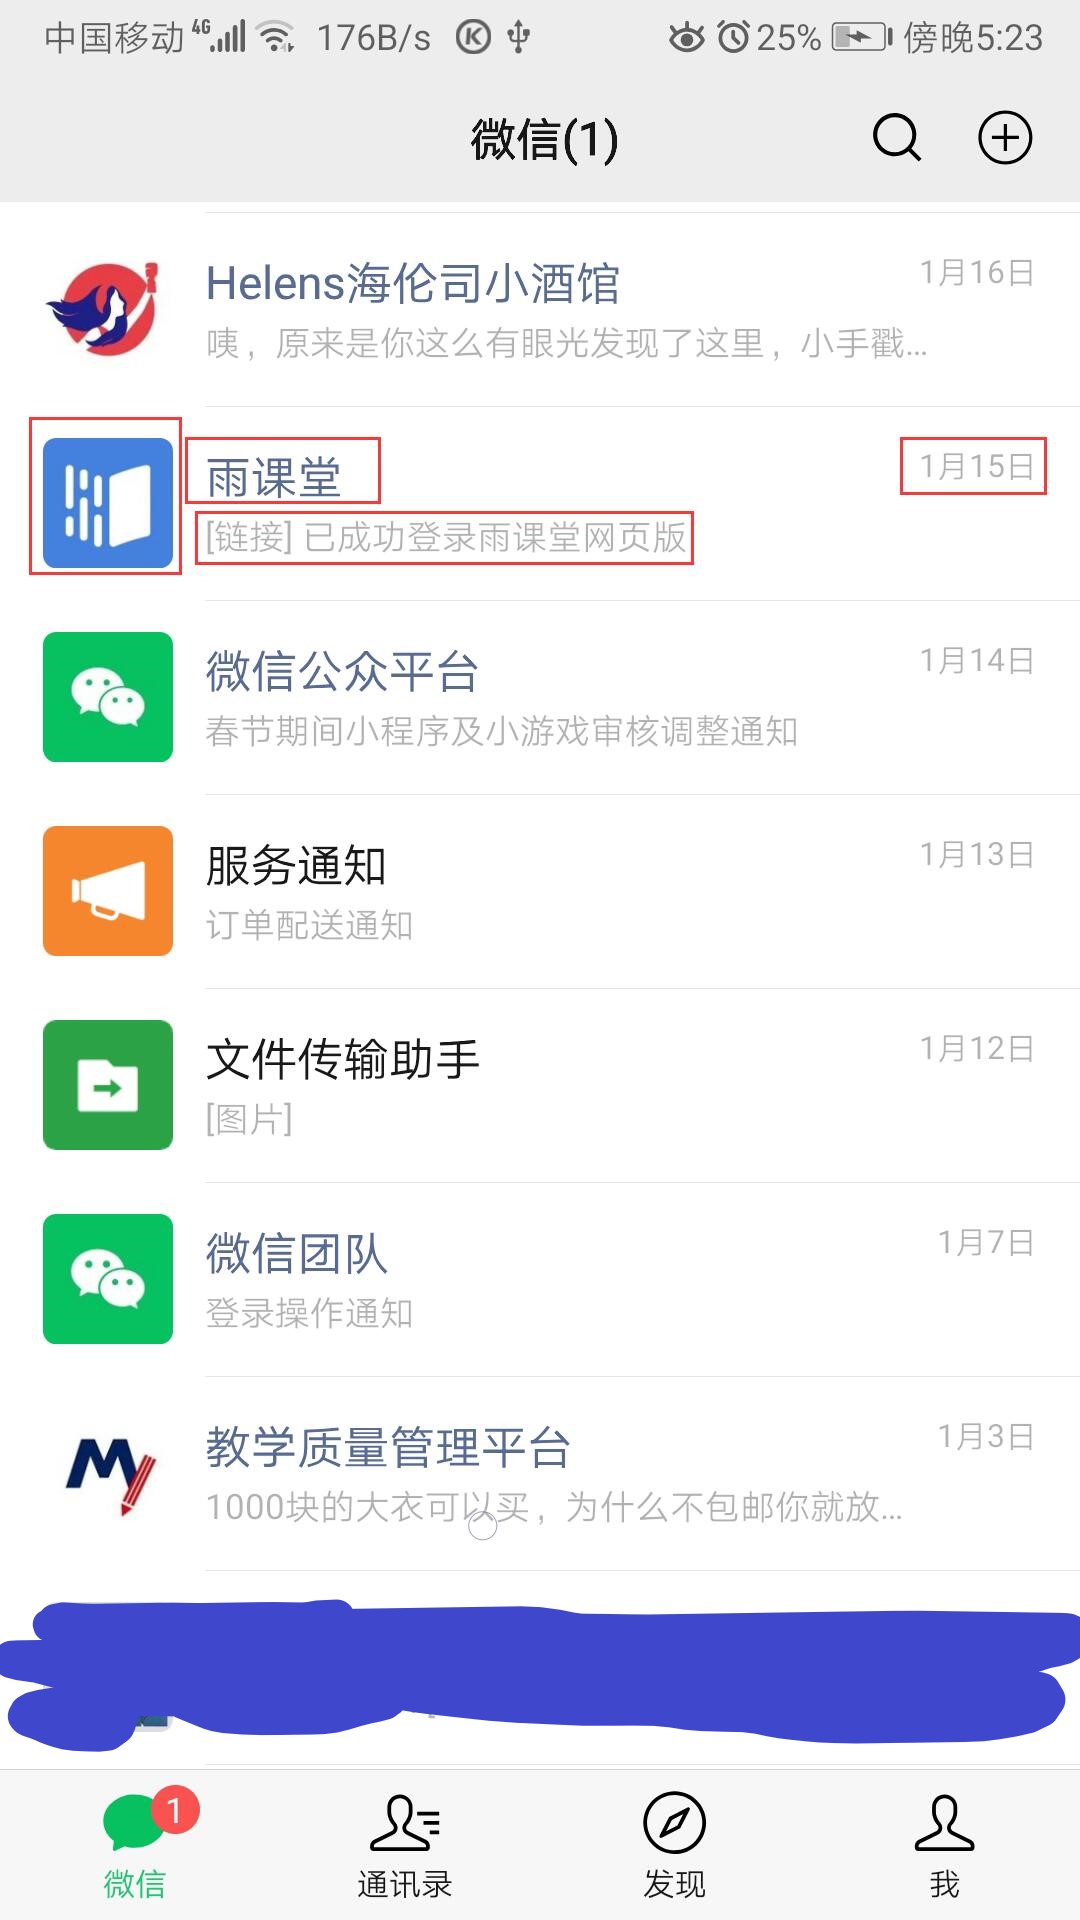 中国移动 4G 176B/s K 25% 傍晚5:23
微信(1)
Helens海伦司小酒馆 1月16日
咦，原来是你这么有眼光发现了这里，小手戳...
雨课堂 1月15日
[链接] 已成功登录雨课堂网页版
微信公众平台 1月14日
春节期间小程序及小游戏审核调整通知
服务通知 1月13日
订单配送通知
文件传输助手 1月12日
[图片]
微信团队 1月7日
登录操作通知
教学质量管理平台 1月3日
1000块的大衣可以买，为什么不包邮你就放...
1
微信 通讯录 发现 我